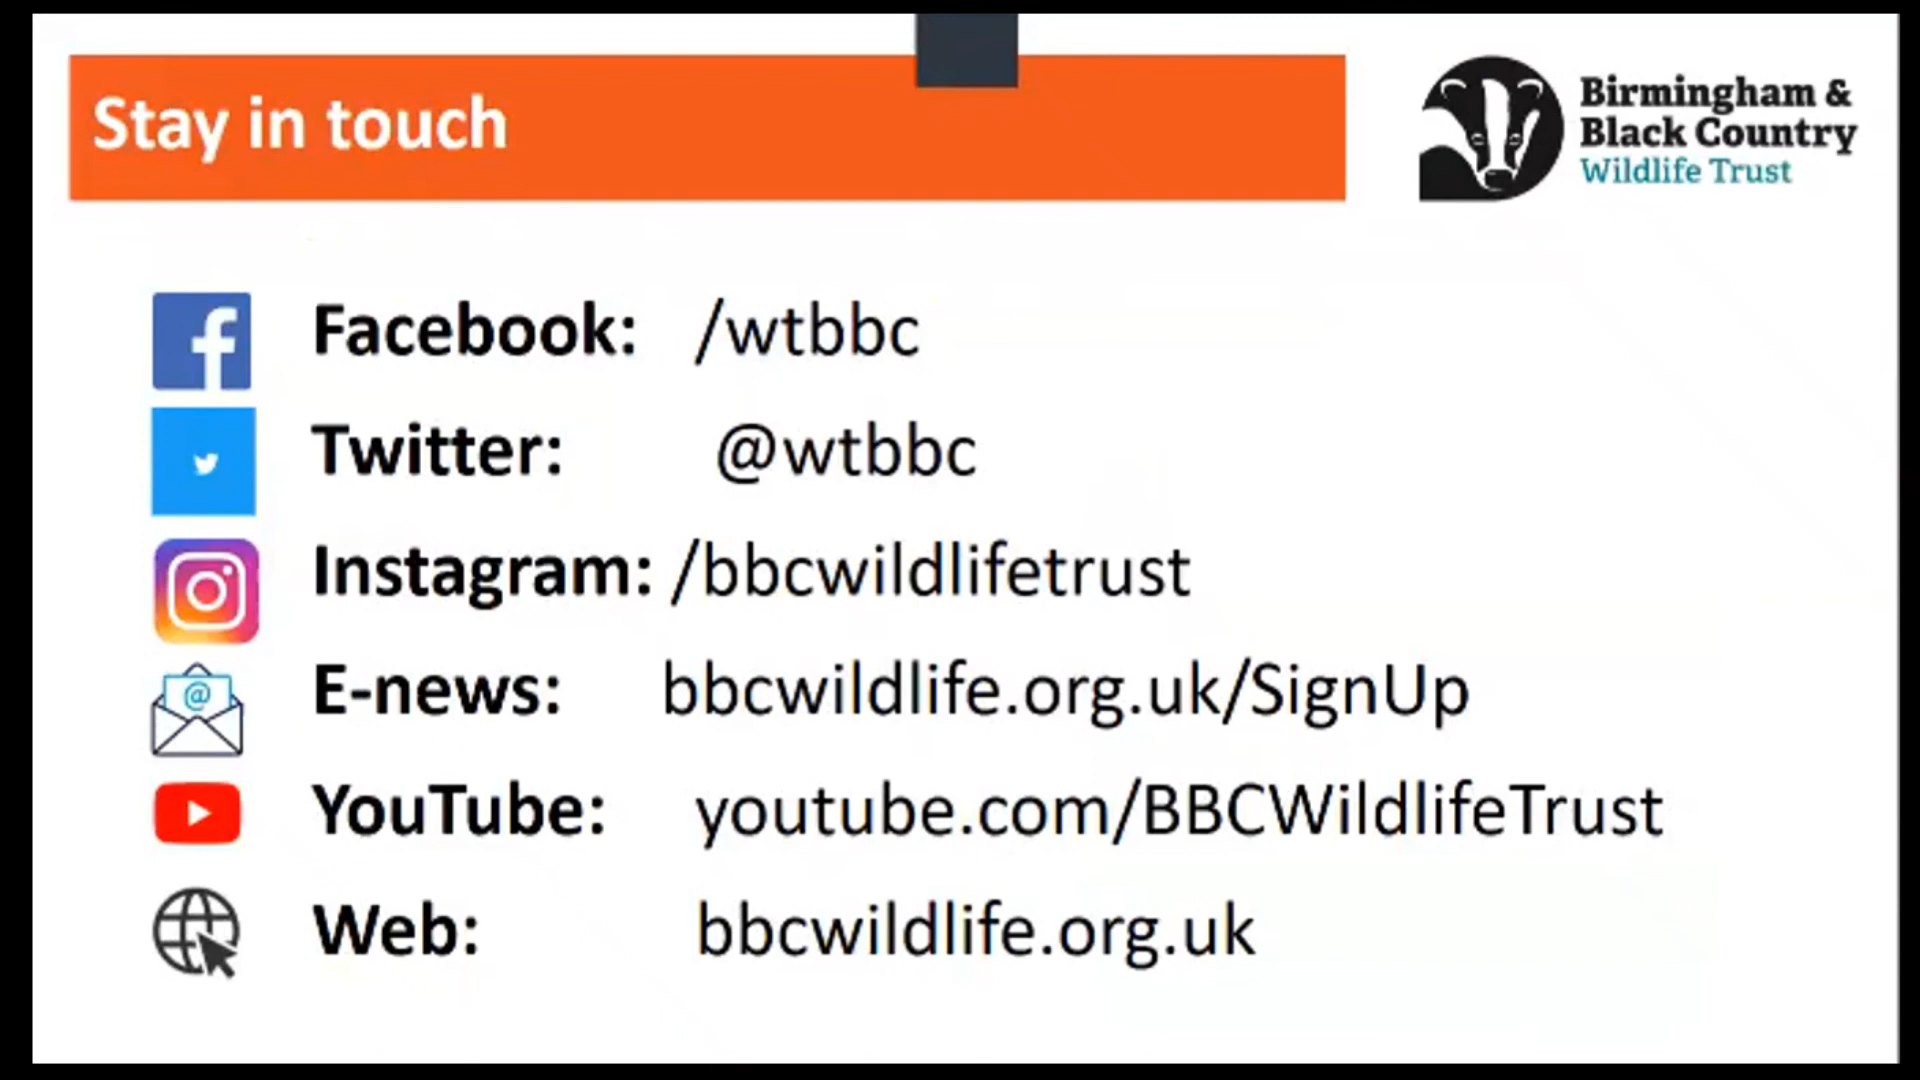 Stay in touch
Birmingham &
Black Country
Wildlife Trust
Facebook: /wtbbc
Twitter: @wtbbc
Instagram: /bbcwildlifetrust
E-news: bbcwildlife.org.uk/SignUp
YouTube: youtube.com/BBCWildlifeTrust
Web: bbcwildlife.org.uk